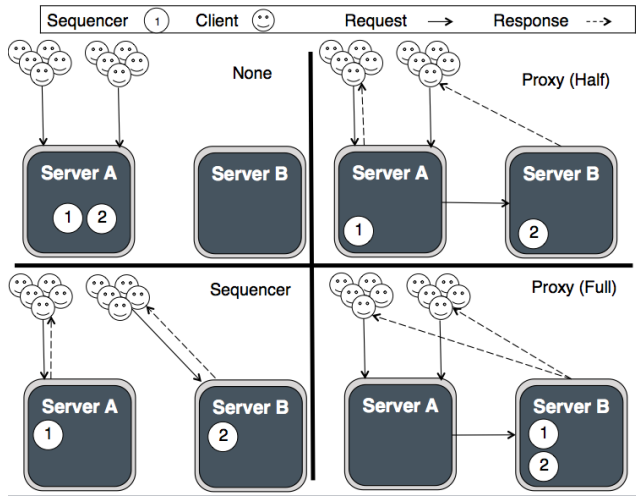 Sequencer 1 Client Request Response
None
Server A
1 2
Server B
Proxy (Half)
Server A
1
Server B
2
Sequencer
Server A
1
Server B
2
Proxy (Full)
Server A
Server B
1
2